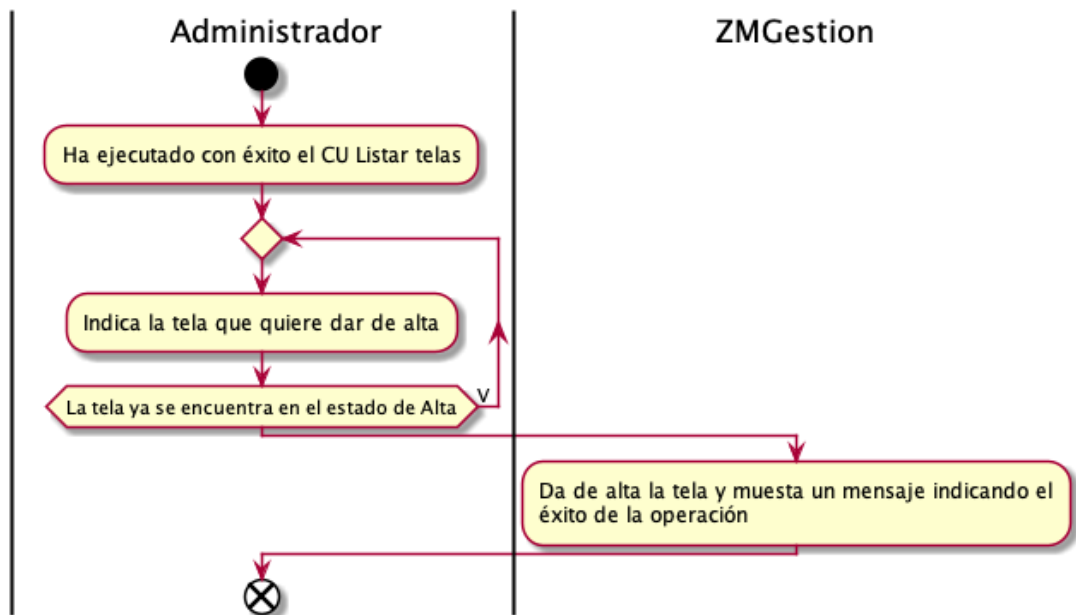 Administrador
ZMGestion
Ha ejecutado con éxito el CU Listar telas
Indica la tela que quiere dar de alta
La tela ya se encuentra en el estado de Alta
V
Da de alta la tela y muesta un mensaje indicando el
éxito de la operación